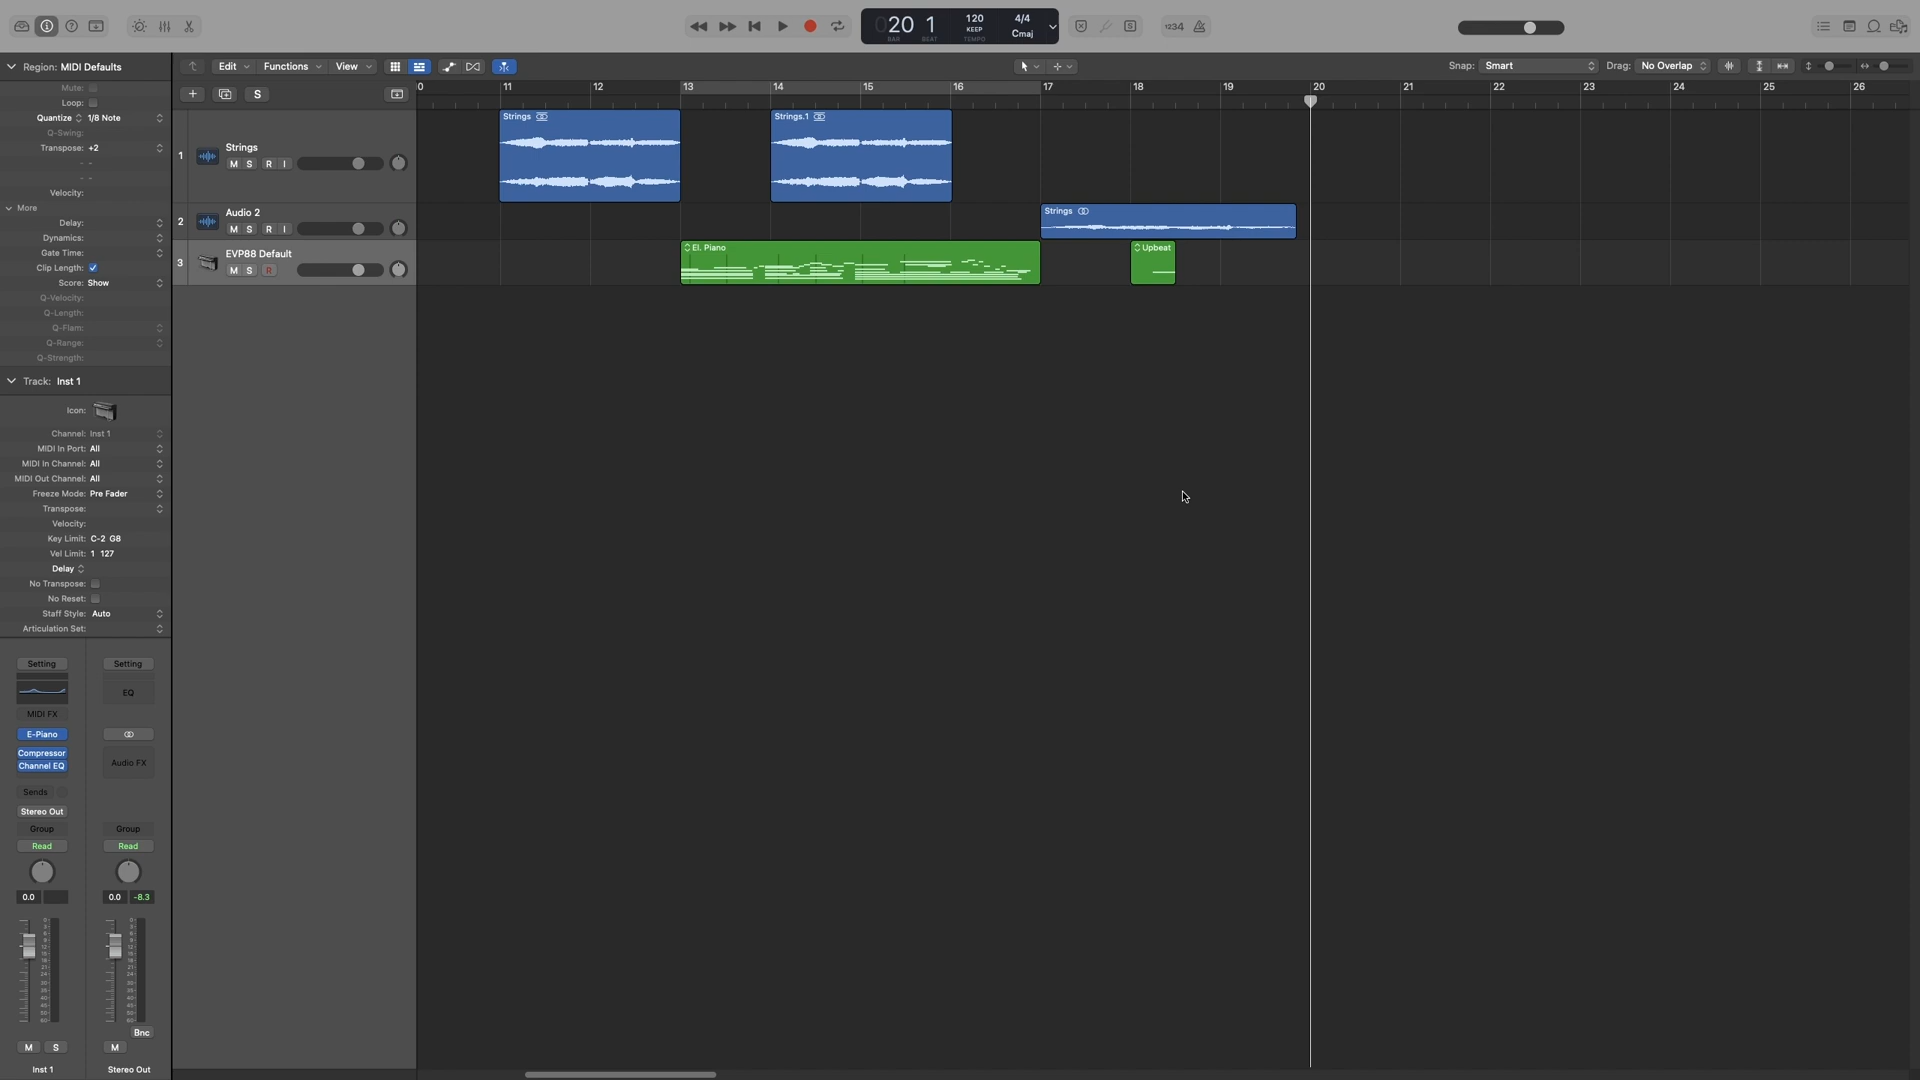 20 1
BAR BEAT
120
KEEP
TEMPO
4/4
Cmaj
1234
S
Region: MIDI Defaults
Mute:
Loop:
Quantize 1/8 Note
Q-Swing:
Transpose: +2
- -
- -
Velocity:
More
Delay:
Dynamics:
Gate Time:
Clip Length:
Score: Show
Q-Velocity:
Q-Length:
Q-Flam:
Q-Range:
Q-Strength:
Track: Inst 1
Icon:
Channel: Inst 1
MIDI In Port: All
MIDI In Channel: All
MIDI Out Channel: All
Freeze Mode: Pre Fader
Transpose:
Velocity:
Key Limit: C-2 G8
Vel Limit: 1 127
Delay
No Transpose:
No Reset:
Staff Style: Auto
Articulation Set:
Setting Setting
EQ
MIDI FX
E-Piano
Compressor
Channel EQ
Audio FX
Sends
Stereo Out
Group Group
Read Read
0.0 0.0 -8.3
Bnc
M S M
Inst 1 Stereo Out
Edit Functions View
Snap: Smart Drag: No Overlap
S
0 11 12 13 14 15 16 17 18 19 20 21 22 23 24 25 26
1 Strings
M S R I
2 Audio 2
M S R I
3 EVP88 Default
M S R
Strings
Strings.1
Strings
El. Piano
Upbeat